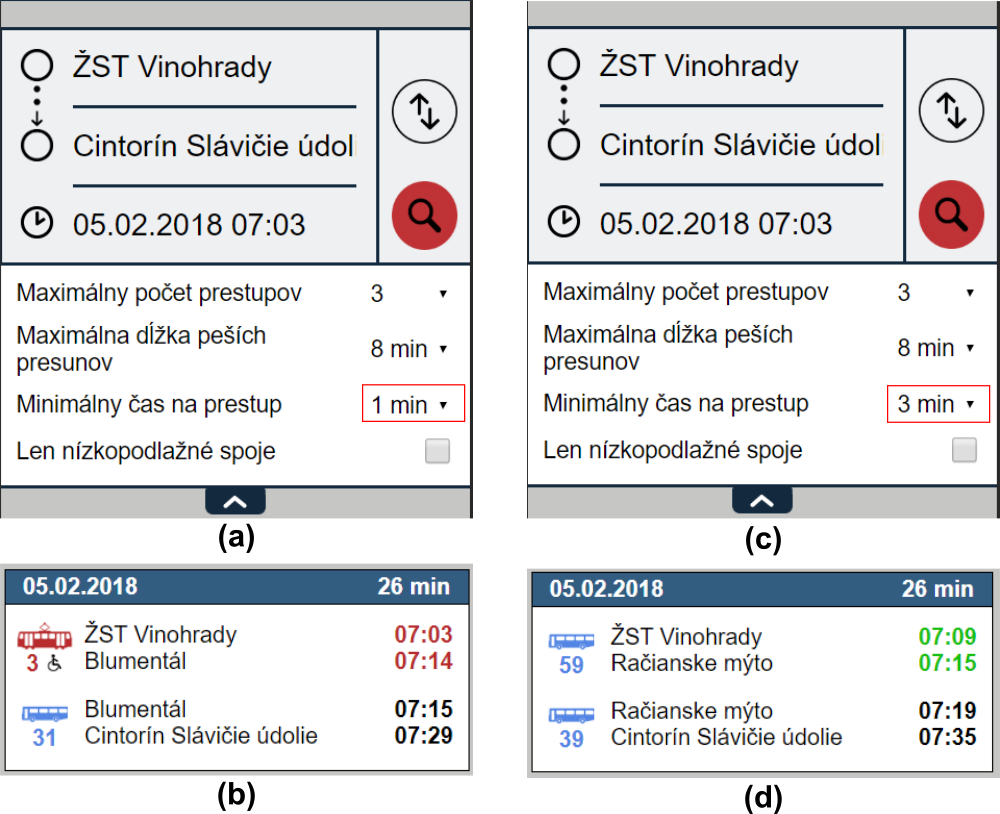 ŽST Vinohrady
Cintorín Slávičie údol
05.02.2018 07:03
Maximálny počet prestupov 3
Maximálna dĺžka peších
presunov 8 min
Minimálny čas na prestup 1 min
Len nízkopodlažné spoje
(a)
05.02.2018 26 min
ŽST Vinohrady 07:03
3 Blumentál 07:14
Blumentál 07:15
31 Cintorín Slávičie údolie 07:29
(b)
ŽST Vinohrady
Cintorín Slávičie údol
05.02.2018 07:03
Maximálny počet prestupov 3
Maximálna dĺžka peších
presunov 8 min
Minimálny čas na prestup 3 min
Len nízkopodlažné spoje
(c)
05.02.2018 26 min
ŽST Vinohrady 07:09
59 Račianske mýto 07:15
Račianske mýto 07:19
39 Cintorín Slávičie údolie 07:35
(d)